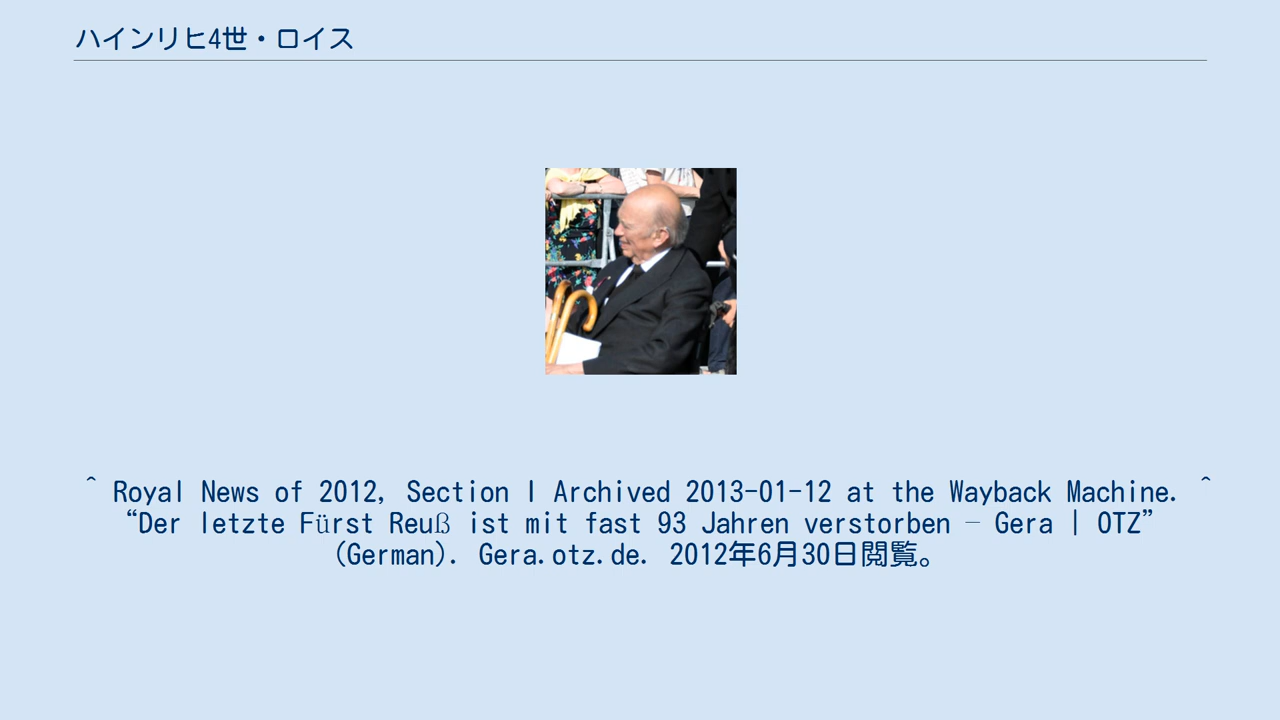 ハインリヒ4世・ロイス
^ Royal News of 2012, Section I Archived 2013-01-12 at the Wayback Machine. ^
“Der letzte Fürst Reuß ist mit fast 93 Jahren verstorben – Gera | OTZ”
(German). Gera.otz.de. 2012年6月30日閲覧。